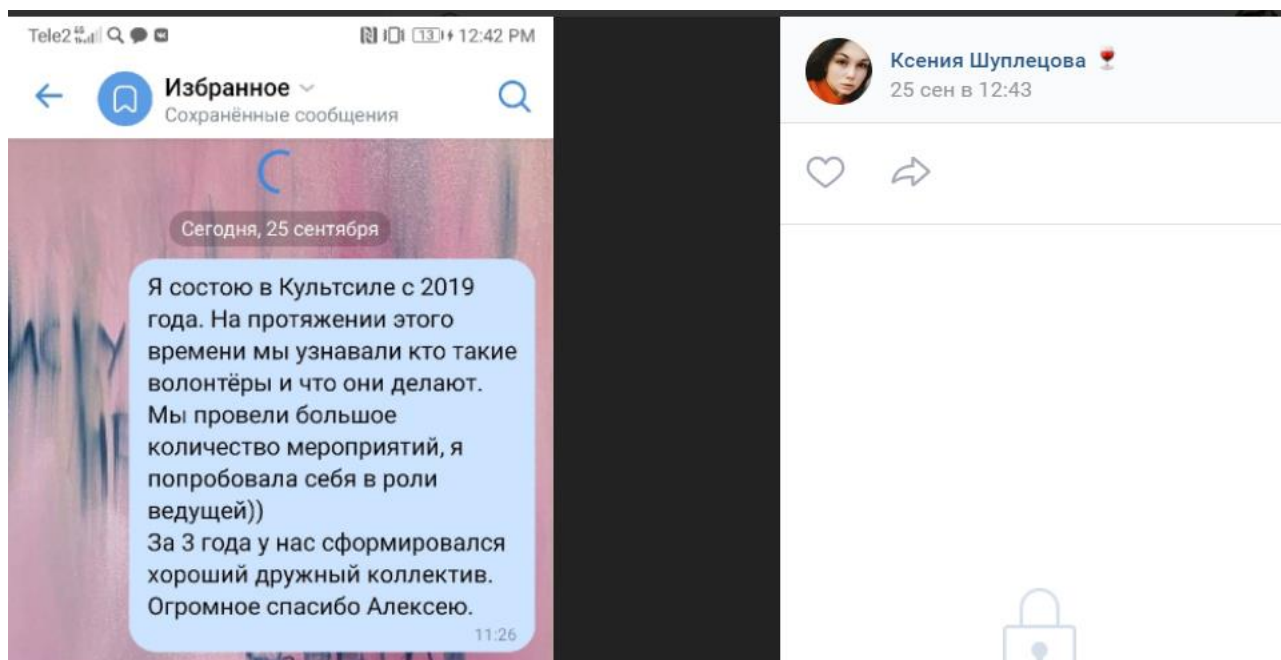 Tele2 12:42 PM
13
Избранное
Сохранённые сообщения
Сегодня, 25 сентября
Я состою в Культсиле с 2019
года. На протяжении этого
времени мы узнавали кто такие
волонтёры и что они делают.
Мы провели большое
количество мероприятий, я
попробовала себя в роли
ведущей))
За 3 года у нас сформировался
хороший дружный коллектив.
Огромное спасибо Алексею.
11:26
Ксения Шуплецова
25 сен в 12:43